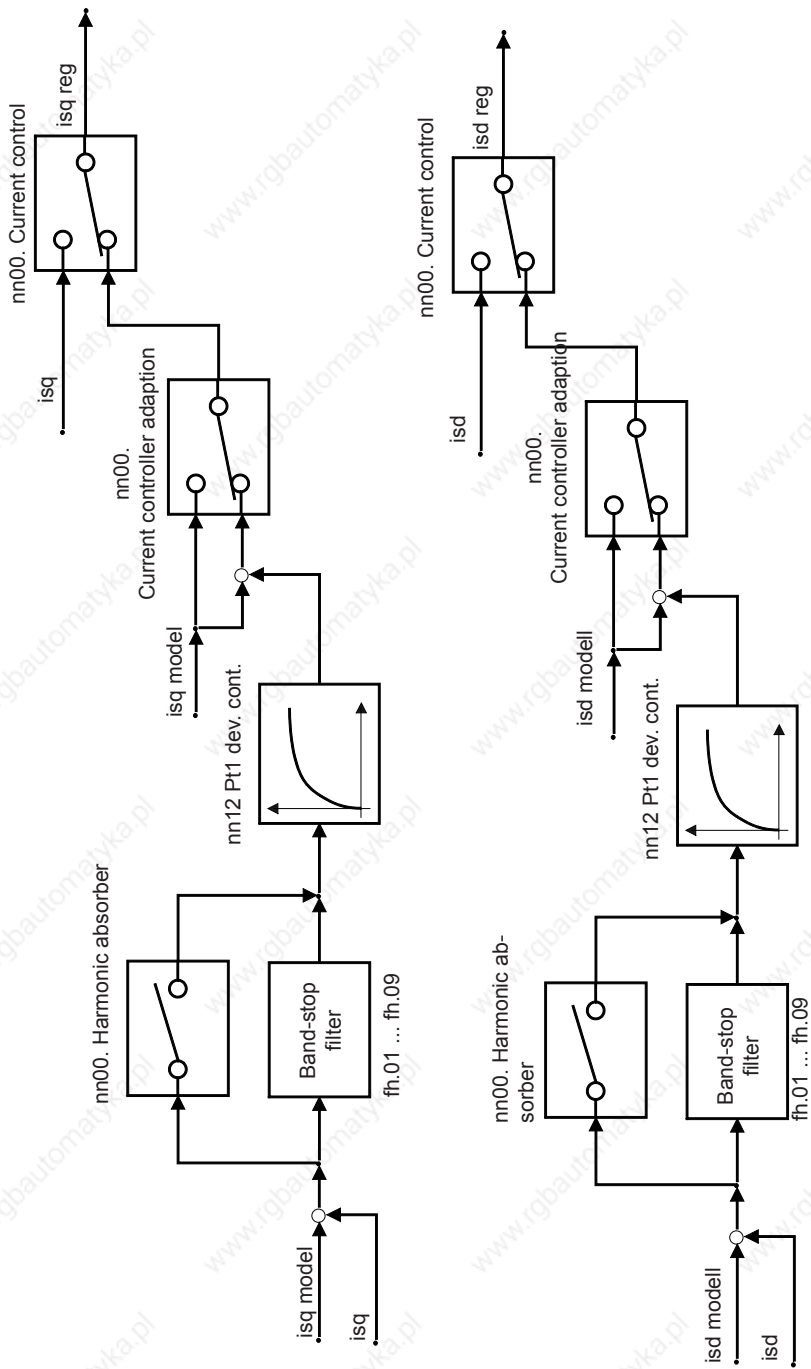 isq model
isq
nn00. Harmonic absorber
Band-stop
filter
fh.01 ... fh.09
nn12 Pt1 dev. cont.
isq model
nn00.
Current controller adaption
isq
nn00. Current control
isq reg
isd modell
isd
nn00. Harmonic ab-
sorber
Band-stop
filter
fh.01 ... fh.09
nn12 Pt1 dev. cont.
isd modell
nn00.
Current controller adaption
isd
nn00. Current control
isd reg
www.rgbautomatyka.pl